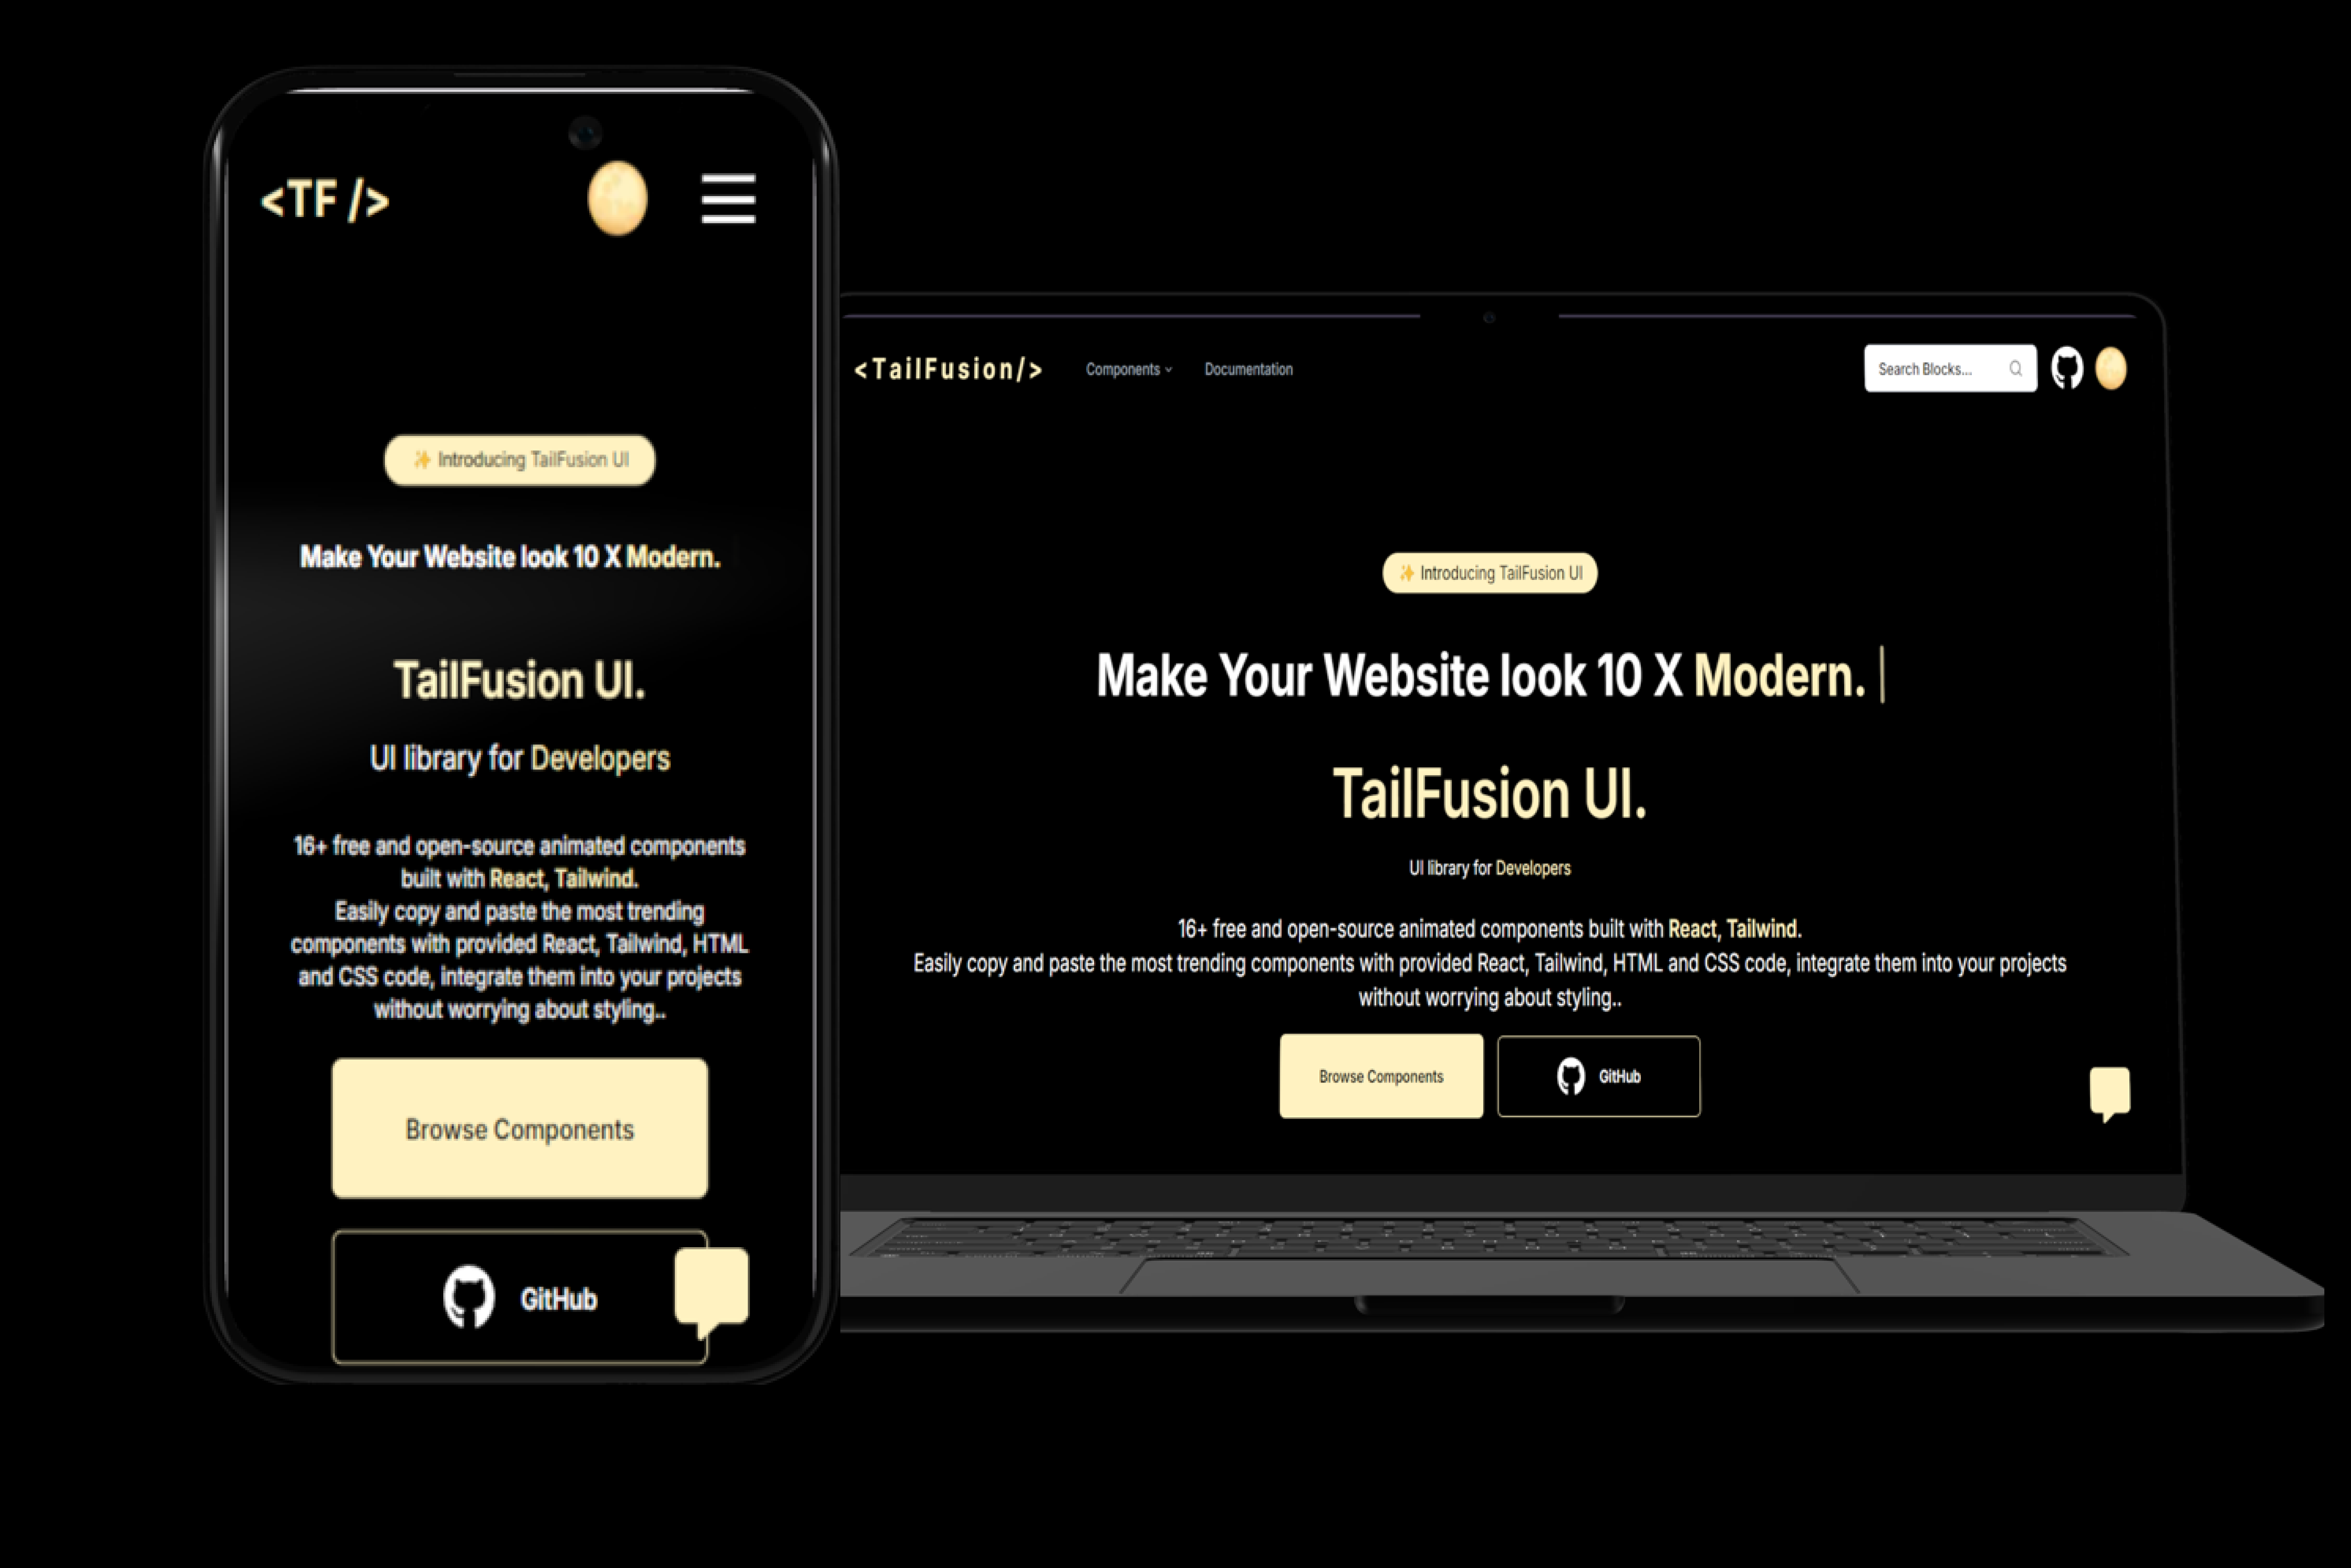 <TF />
✨ Introducing TailFusion UI
Make Your Website look 10 X Modern.
TailFusion UI.
UI library for Developers
16+ free and open-source animated components
built with React, Tailwind.
Easily copy and paste the most trending
components with provided React, Tailwind, HTML
and CSS code, integrate them into your projects
without worrying about styling..
Browse Components
GitHub
<TailFusion/>
Components
Documentation
Search Blocks...
✨ Introducing TailFusion UI
Make Your Website look 10 X Modern. |
TailFusion UI.
UI library for Developers
16+ free and open-source animated components built with React, Tailwind.
Easily copy and paste the most trending components with provided React, Tailwind, HTML and CSS code, integrate them into your projects
without worrying about styling..
Browse Components
GitHub